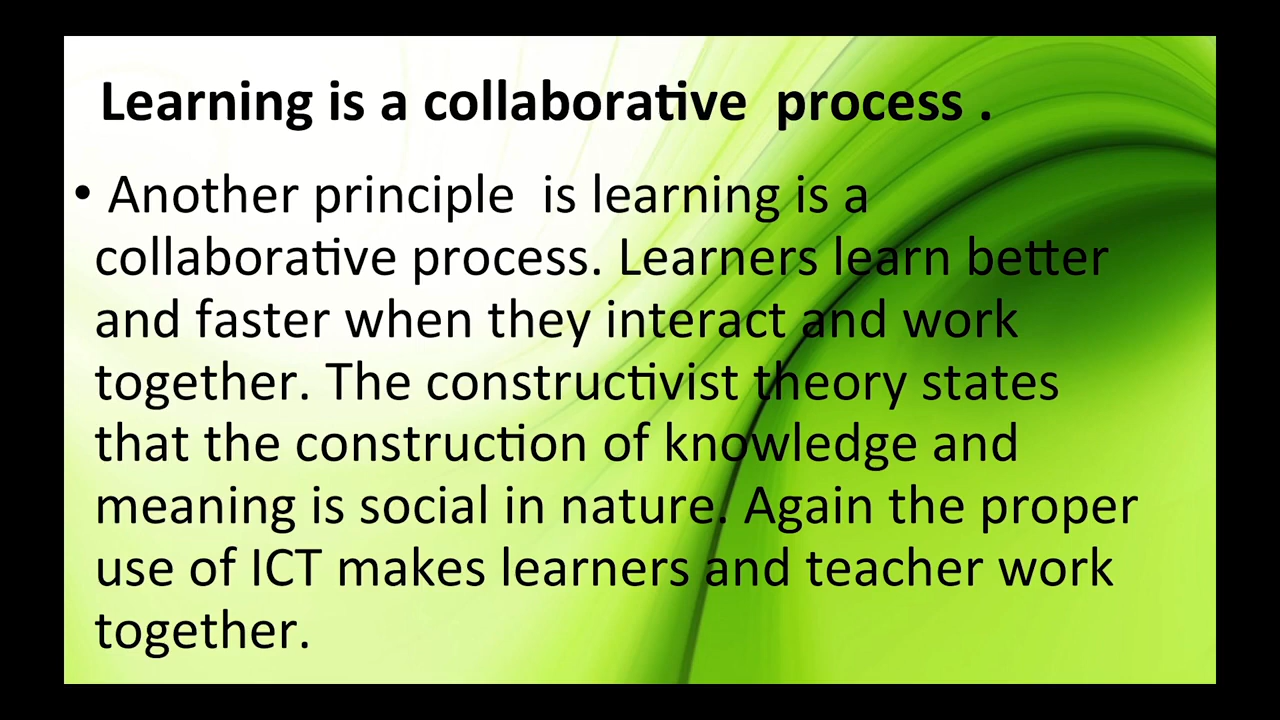 Learning is a collaborative  process .
• Another principle  is learning is a
collaborative process. Learners learn better
and faster when they interact and work
together. The constructivist theory states
that the construction of knowledge and
meaning is social in nature. Again the proper
use of ICT makes learners and teacher work
together.